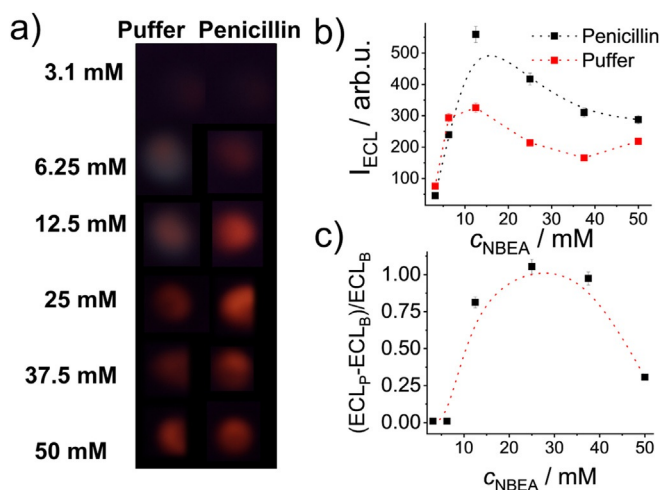 a)
Puffer Penicillin
3.1 mM
6.25 mM
12.5 mM
25 mM
37.5 mM
50 mM
b)
Penicillin
Puffer
I_ECL / arb.u.
500
400
300
200
100
0 10 20 30 40 50
c_NBEA / mM
c)
(ECL_P-ECL_B)/ECL_B
1.00
0.75
0.50
0.25
0.00
0 10 20 30 40 50
c_NBEA / mM